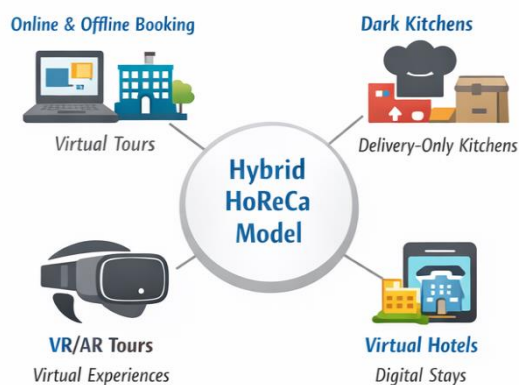 Online & Offline Booking
Virtual Tours
Dark Kitchens
Delivery-Only Kitchens
Hybrid
HoReCa
Model
VR/AR Tours
Virtual Experiences
Virtual Hotels
Digital Stays